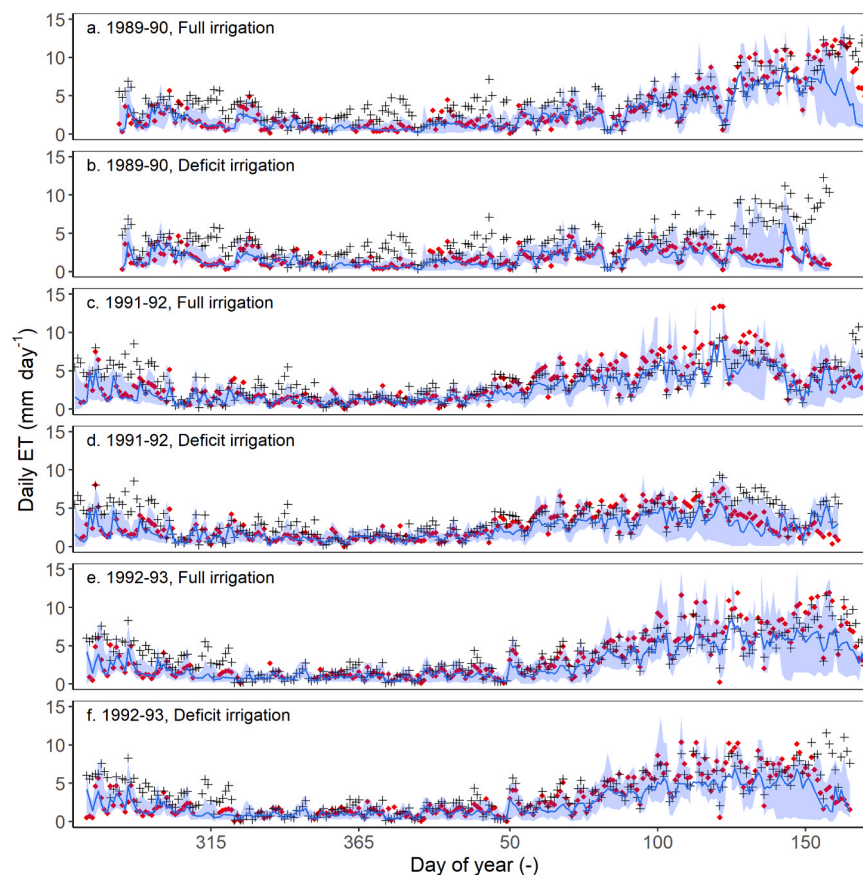 a. 1989-90, Full irrigation
15
10
5
0
b. 1989-90, Deficit irrigation
15
10
5
0
c. 1991-92, Full irrigation
15
10
5
0
d. 1991-92, Deficit irrigation
15
10
5
0
e. 1992-93, Full irrigation
15
10
5
0
f. 1992-93, Deficit irrigation
15
10
5
0
Daily ET (mm day⁻¹)
315 365 50 100 150
Day of year (-)